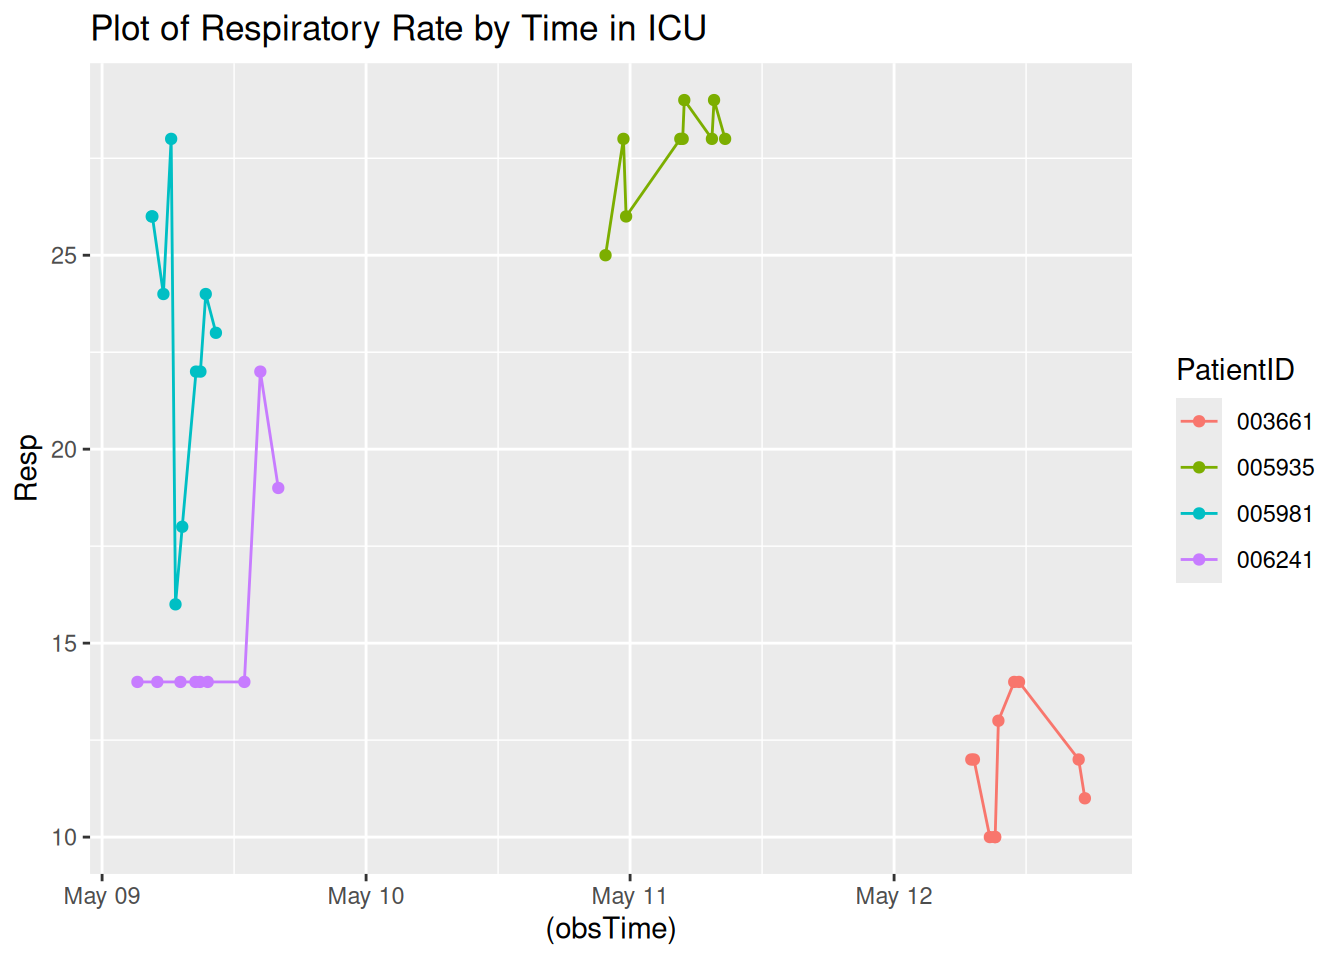 Plot of Respiratory Rate by Time in ICU
Resp
25
20
15
10
May 09
May 10
May 11
May 12
(obsTime)
PatientID
003661
005935
005981
006241